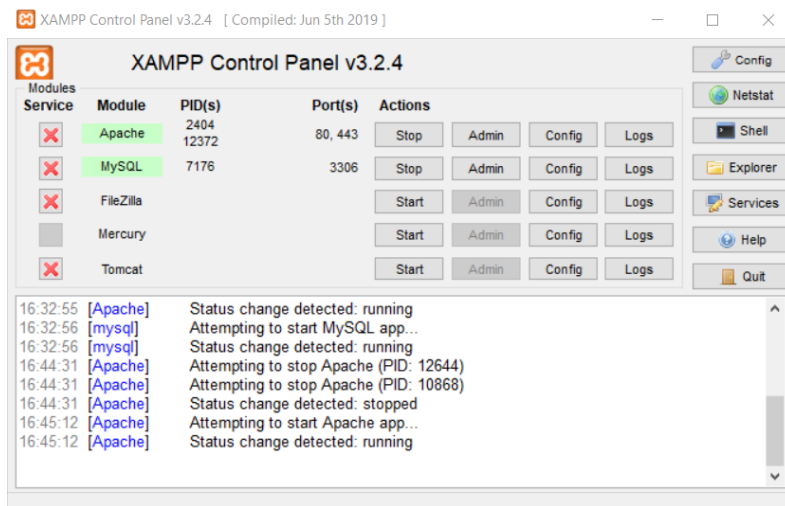 XAMPP Control Panel v3.2.4 [ Compiled: Jun 5th 2019 ]
XAMPP Control Panel v3.2.4
Config
Modules
Service Module PID(s) Port(s) Actions
Netstat
Apache 2404 12372 80, 443 Stop Admin Config Logs
Shell
MySQL 7176 3306 Stop Admin Config Logs
Explorer
FileZilla Start Admin Config Logs
Services
Mercury Start Admin Config Logs
Help
Tomcat Start Admin Config Logs
Quit
16:32:55 [Apache] Status change detected: running
16:32:56 [mysql] Attempting to start MySQL app...
16:32:56 [mysql] Status change detected: running
16:44:31 [Apache] Attempting to stop Apache (PID: 12644)
16:44:31 [Apache] Attempting to stop Apache (PID: 10868)
16:44:31 [Apache] Status change detected: stopped
16:45:12 [Apache] Attempting to start Apache app...
16:45:12 [Apache] Status change detected: running